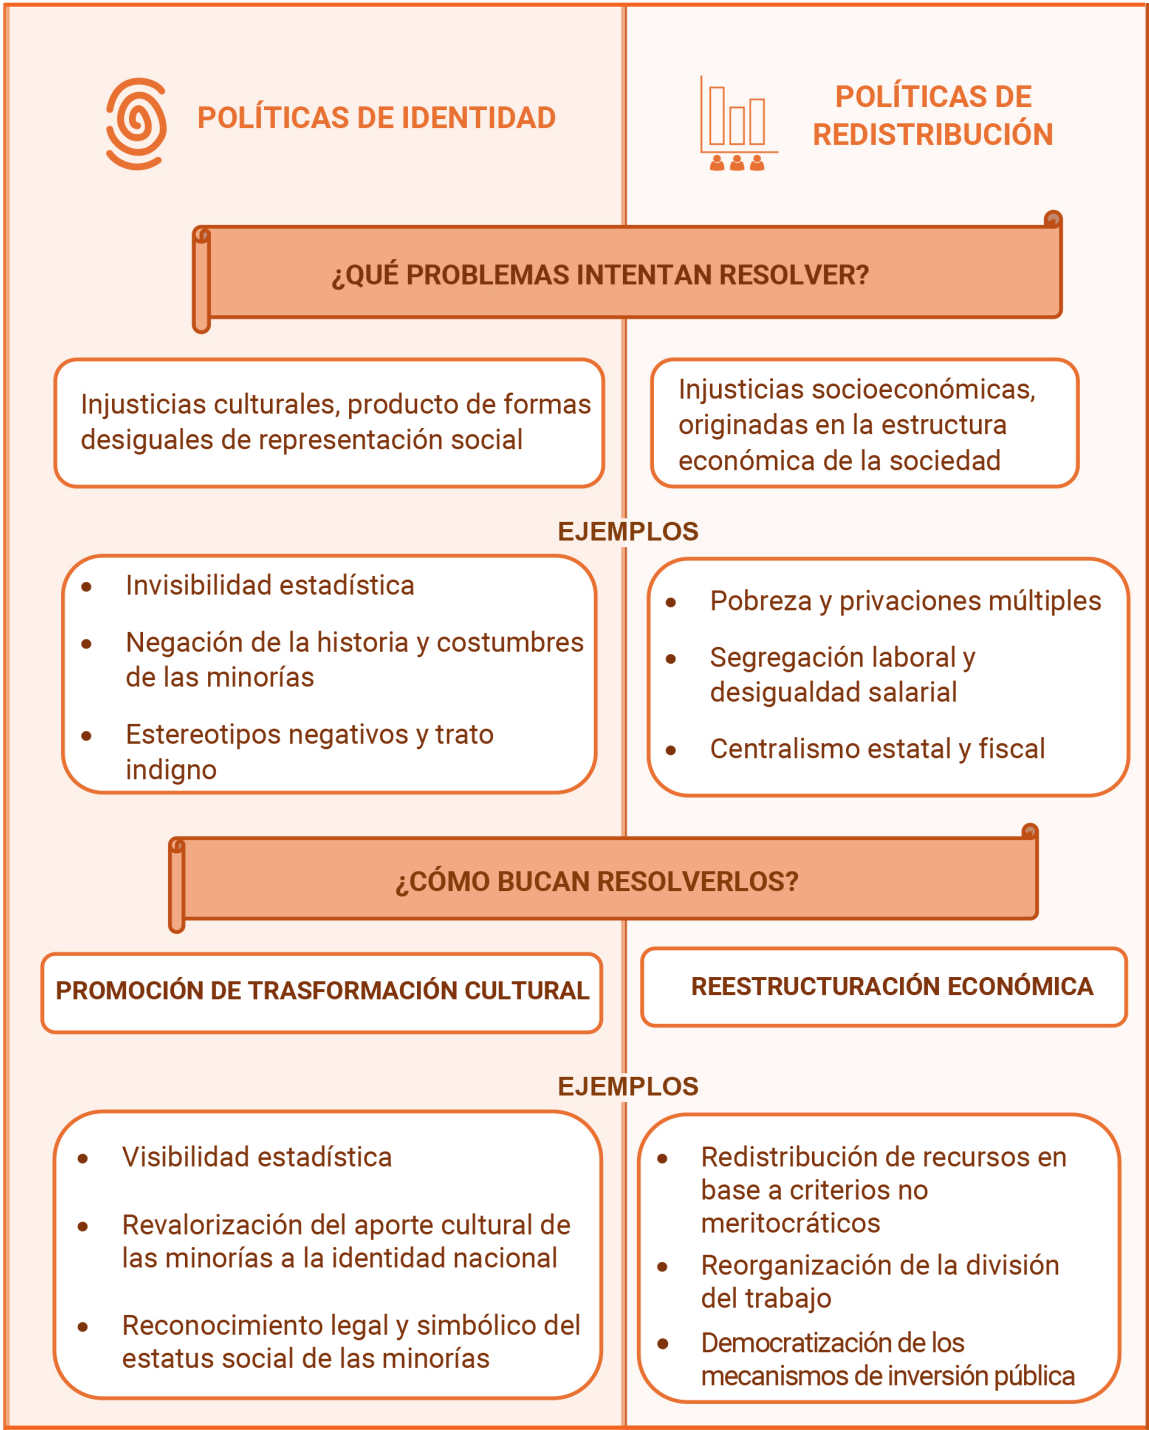 POLÍTICAS DE IDENTIDAD
POLÍTICAS DE
REDISTRIBUCIÓN
¿QUÉ PROBLEMAS INTENTAN RESOLVER?
Injusticias culturales, producto de formas
desiguales de representación social
Injusticias socioeconómicas,
originadas en la estructura
económica de la sociedad
EJEMPLOS
• Invisibilidad estadística
• Negación de la historia y costumbres
de las minorías
• Estereotipos negativos y trato
indigno
• Pobreza y privaciones múltiples
• Segregación laboral y
desigualdad salarial
• Centralismo estatal y fiscal
¿CÓMO BUCAN RESOLVERLOS?
PROMOCIÓN DE TRASFORMACIÓN CULTURAL
REESTRUCTURACIÓN ECONÓMICA
EJEMPLOS
• Visibilidad estadística
• Revalorización del aporte cultural de
las minorías a la identidad nacional
• Reconocimiento legal y simbólico del
estatus social de las minorías
• Redistribución de recursos en
base a criterios no
meritocráticos
• Reorganización de la división
del trabajo
• Democratización de los
mecanismos de inversión pública